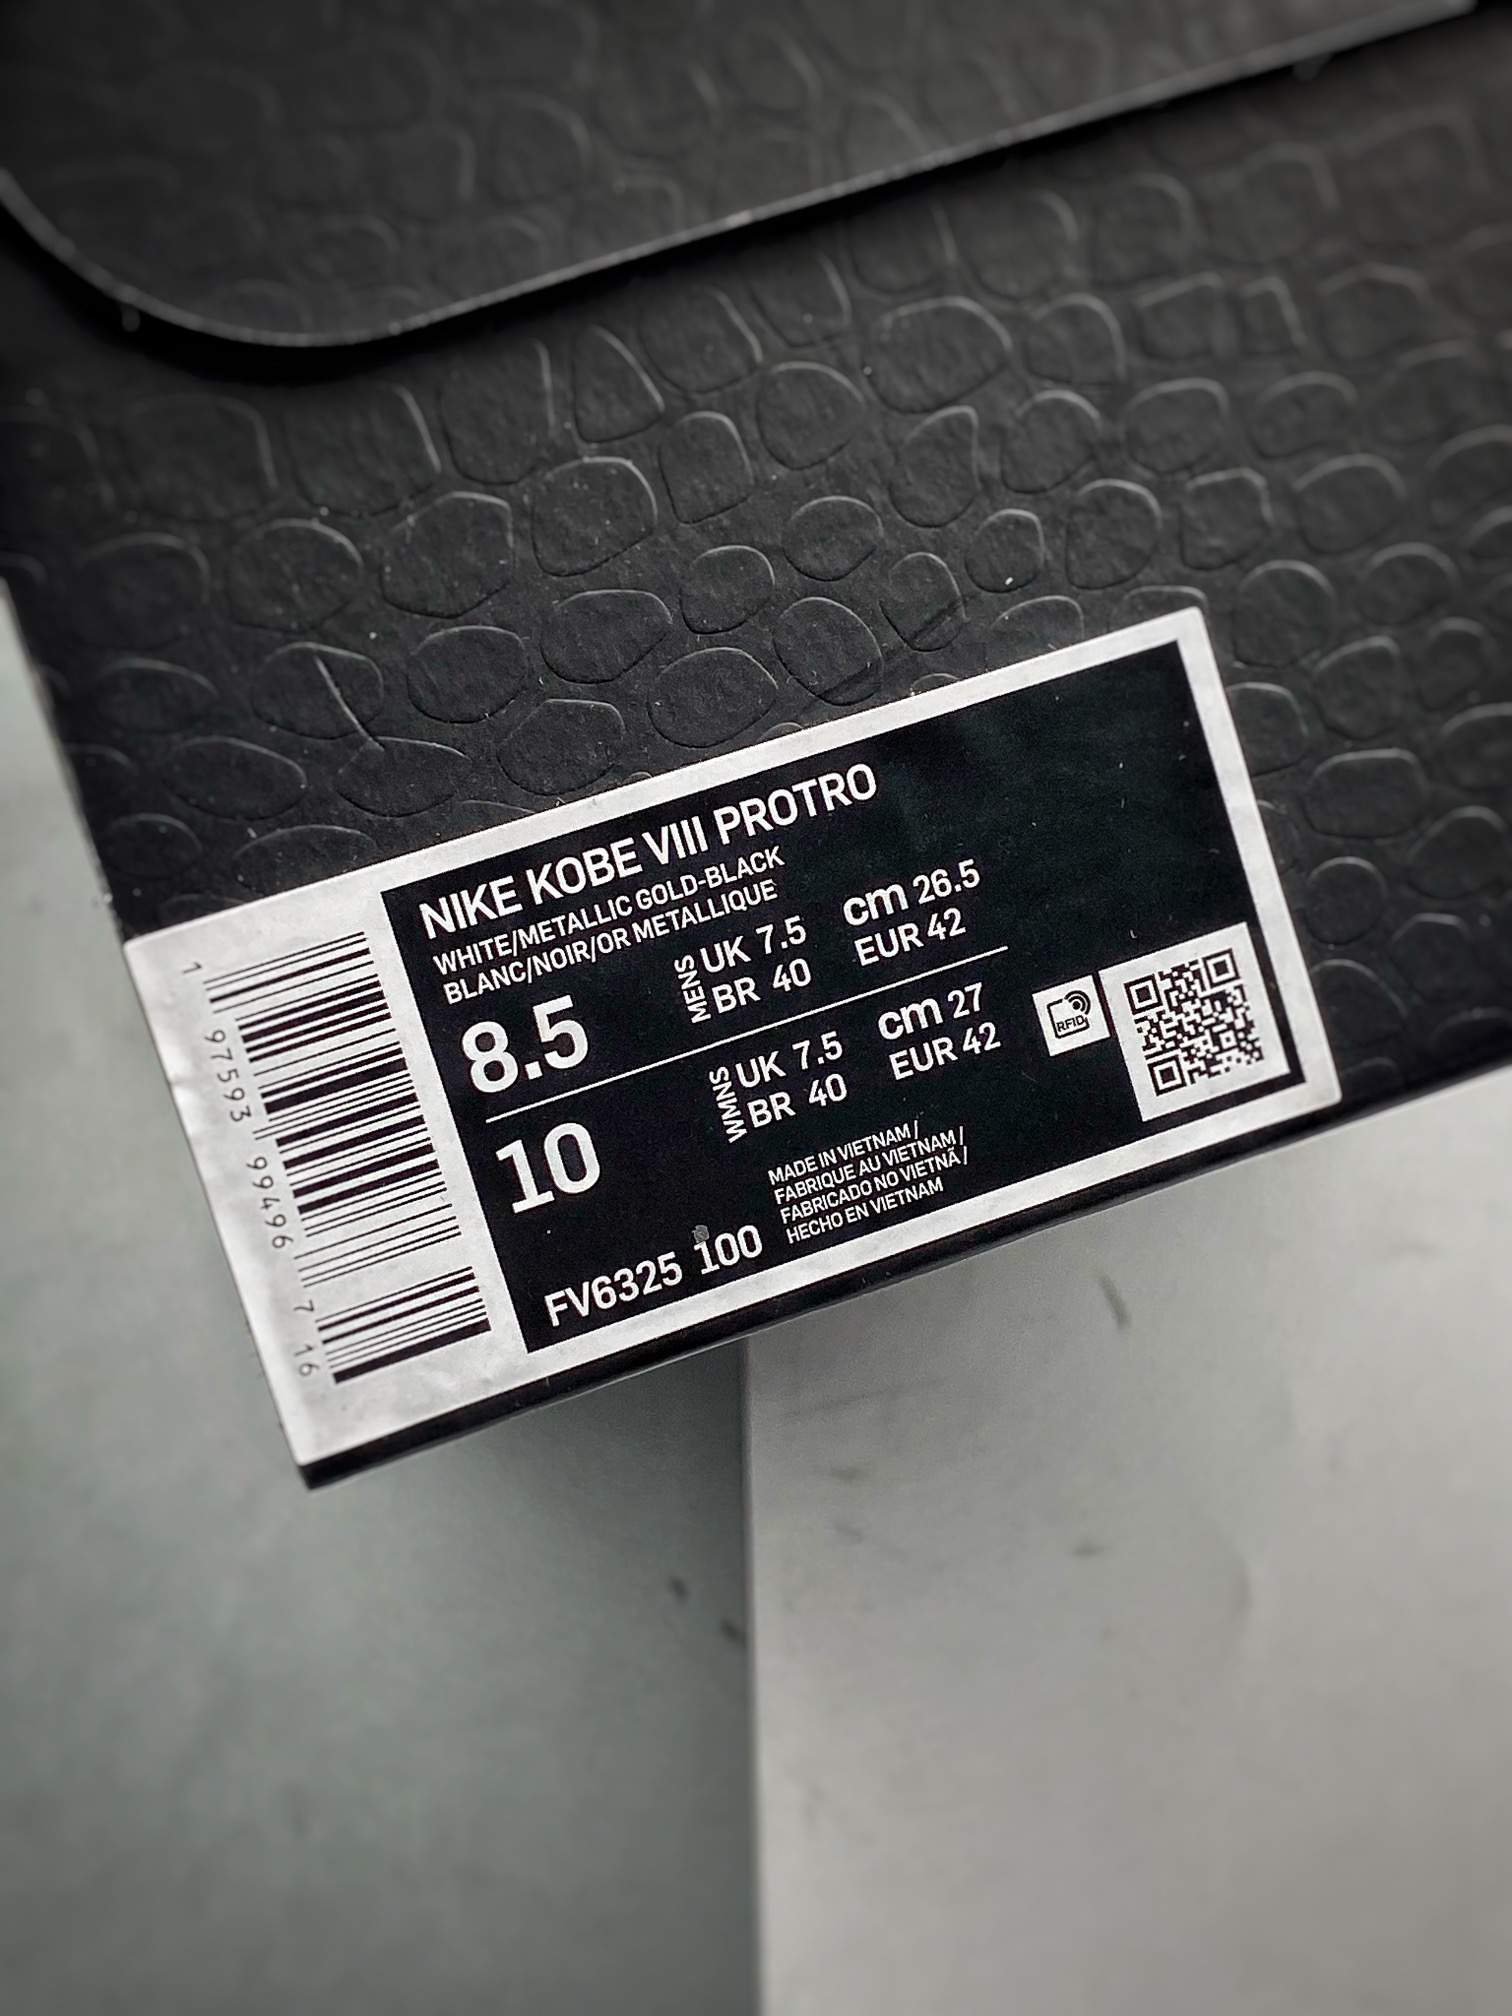 NIKE KOBE VIII PROTRO
WHITE/METALLIC GOLD-BLACK
BLANC/NOIR/OR METALLIQUE
8.5
MENS
UK 7.5
cm 26.5
BR 40
EUR 42
10
WMNS
UK 7.5
cm 27
BR 40
EUR 42
RFID
MADE IN VIETNAM /
FABRIQUE AU VIETNAM /
FABRICADO NO VIETNÃ /
HECHO EN VIETNAM
FV6325 100
1 97593 99496 7 16